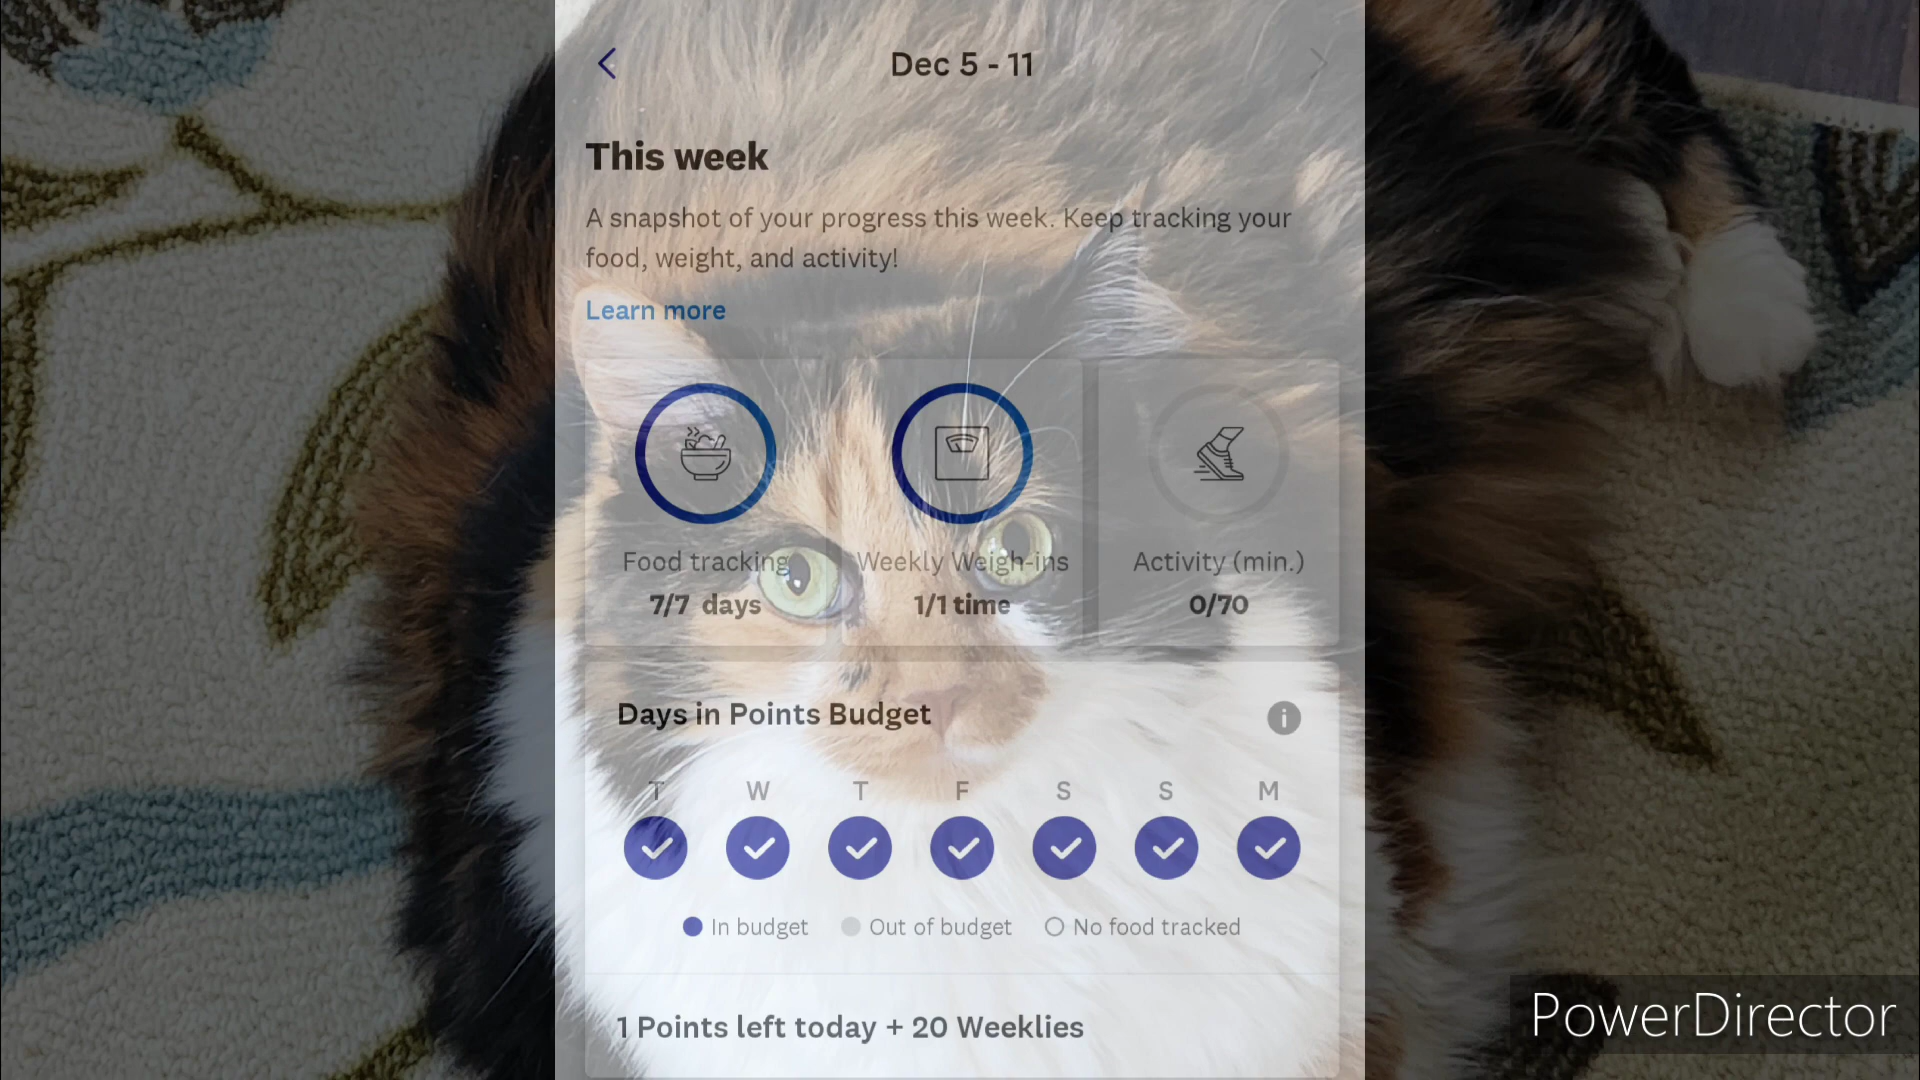 Dec 5 - 11
This week
A snapshot of your progress this week. Keep tracking your
food, weight, and activity!
Learn more
Food tracking Weekly Weigh-ins Activity (min.)
7/7 days 1/1 time 0/70
Days in Points Budget i
T W T F S S M
In budget Out of budget No food tracked
1 Points left today + 20 Weeklies
PowerDirector